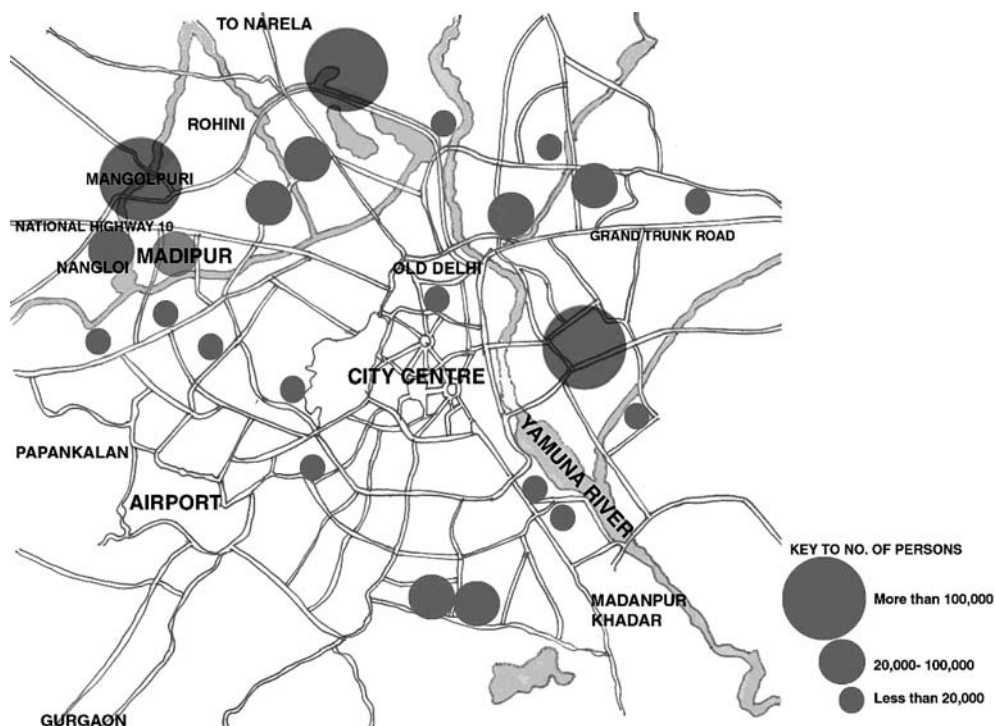 TO NARELA
ROHINI
MANGOLPURI
NATIONAL HIGHWAY 10
GRAND TRUNK ROAD
MADIPUR
NANGLOI
OLD DELHI
CITY CENTRE
PAPANKALAN
YAMUNA RIVER
AIRPORT
KEY TO NO. OF PERSONS
More than 100,000
MADANPUR
KHADAR
20,000- 100,000
Less than 20,000
GURGAON